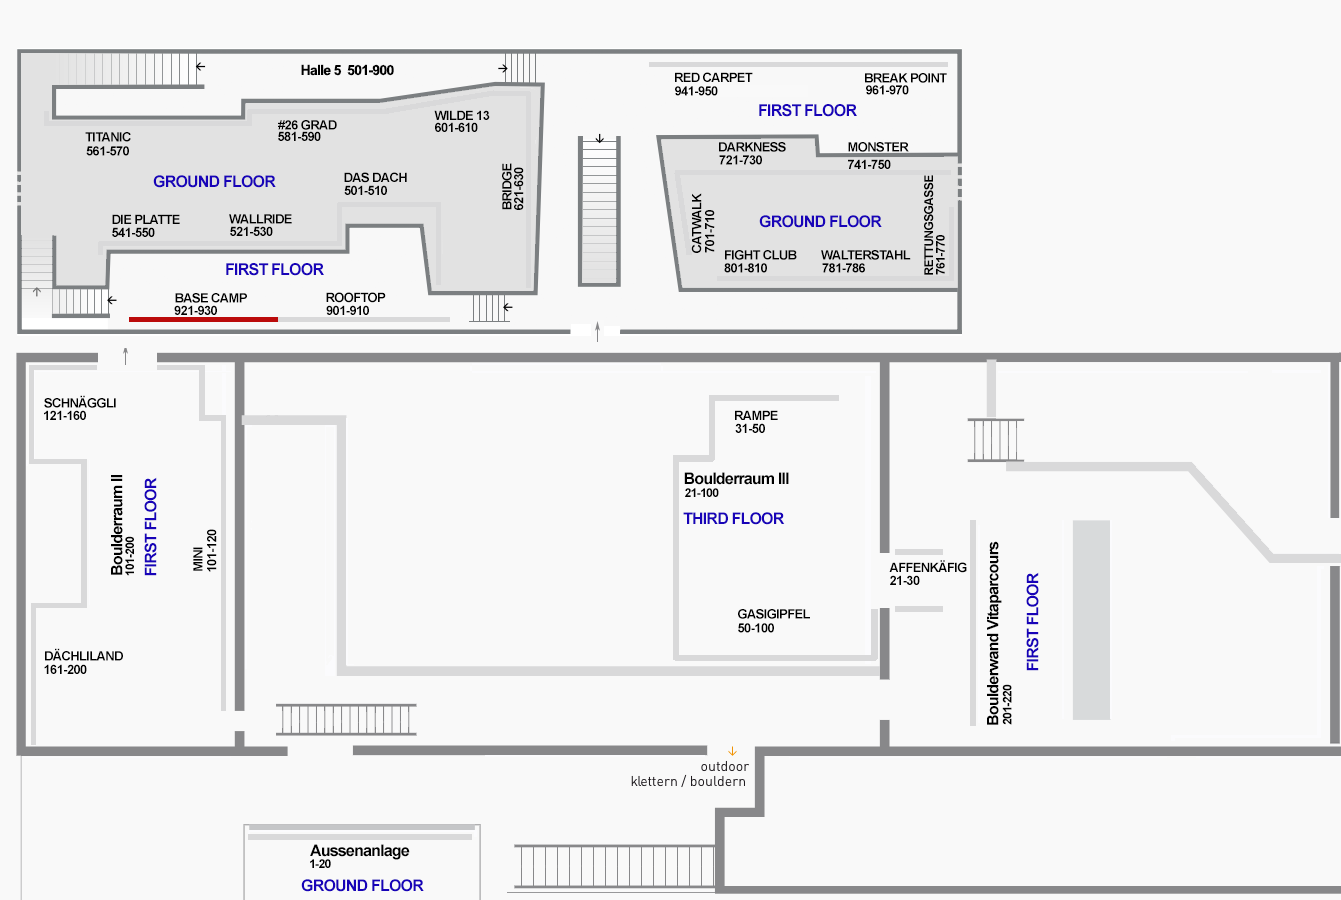 Halle 5 501-900
RED CARPET
941-950
BREAK POINT
961-970
FIRST FLOOR
TITANIC
561-570
#26 GRAD
581-590
WILDE 13
601-610
GROUND FLOOR
DAS DACH
501-510
BRIDGE
621-630
DIE PLATTE
541-550
WALLRIDE
521-530
FIRST FLOOR
BASE CAMP
921-930
ROOFTOP
901-910
DARKNESS
721-730
MONSTER
741-750
CATWALK
701-710
GROUND FLOOR
RETTUNGSGASSE
761-770
FIGHT CLUB
801-810
WALTERSTAHL
781-786
SCHNÄGGLI
121-160
Boulderraum II
101-200
FIRST FLOOR
MINI
101-120
DÄCHLILAND
161-200
RAMPE
31-50
Boulderraum III
21-100
THIRD FLOOR
GASIGIPFEL
50-100
AFFENKÄFIG
21-30
Boulderwand Vitaparcours
201-220
FIRST FLOOR
outdoor
klettern / bouldern
Aussenanlage
1-20
GROUND FLOOR